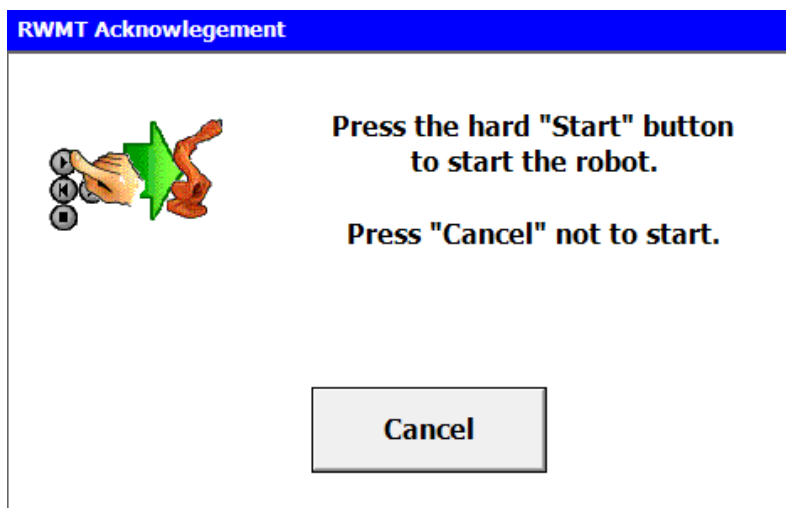 RWMT Acknowlegement
Press the hard "Start" button
to start the robot.
Press "Cancel" not to start.
Cancel